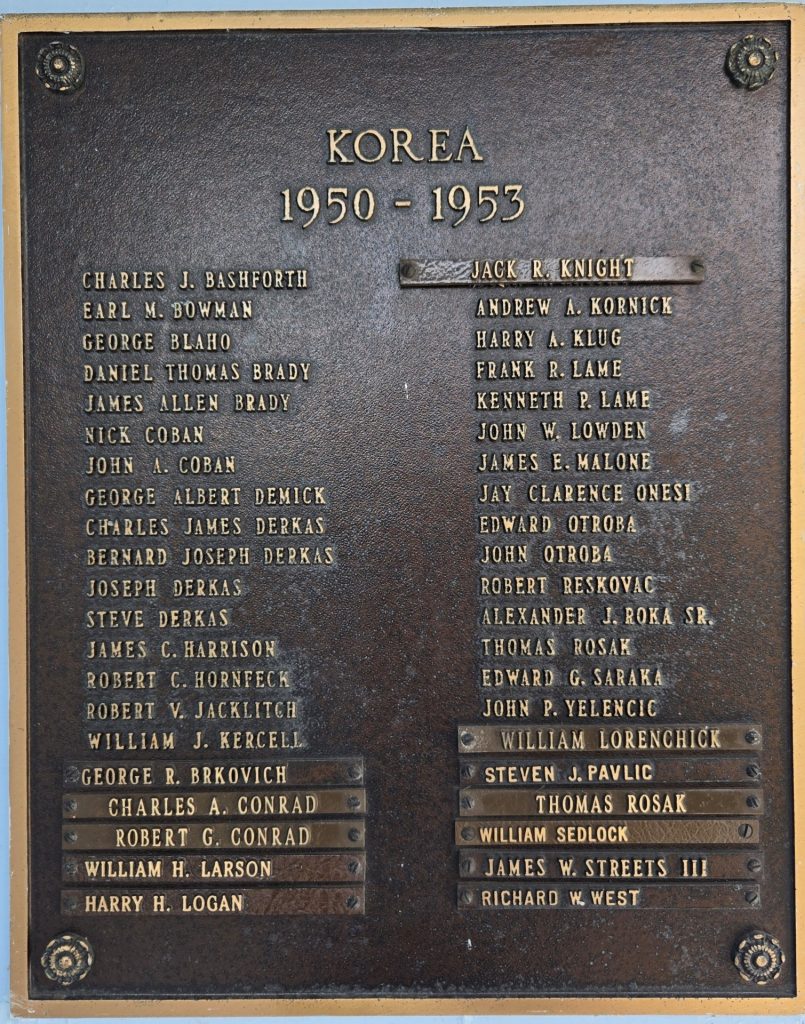 KOREA
1950 - 1953
CHARLES J. BASHFORTH
EARL M. BOWMAN
GEORGE BLAHO
DANIEL THOMAS BRADY
JAMES ALLEN BRADY
NICK COBAN
JOHN A. COBAN
GEORGE ALBERT DEMICK
CHARLES JAMES DERKAS
BERNARD JOSEPH DERKAS
JOSEPH DERKAS
STEVE DERKAS
JAMES C. HARRISON
ROBERT C. HORNFECK
ROBERT V. JACKLITCH
WILLIAM J. KERCELL
GEORGE R. BRKOVICH
CHARLES A. CONRAD
ROBERT G. CONRAD
WILLIAM H. LARSON
HARRY H. LOGAN
JACK R. KNIGHT
ANDREW A. KORNICK
HARRY A. KLUG
FRANK R. LAME
KENNETH P. LAME
JOHN W. LOWDEN
JAMES E. MALONE
JAY CLARENCE ONESI
EDWARD OTROBA
JOHN OTROBA
ROBERT RESKOVAC
ALEXANDER J. ROKA SR.
THOMAS ROSAK
EDWARD G. SARAKA
JOHN P. YELENCIC
WILLIAM LORENCHICK
STEVEN J. PAVLIC
THOMAS ROSAK
WILLIAM SEDLOCK
JAMES W. STREETS III
RICHARD W. WEST